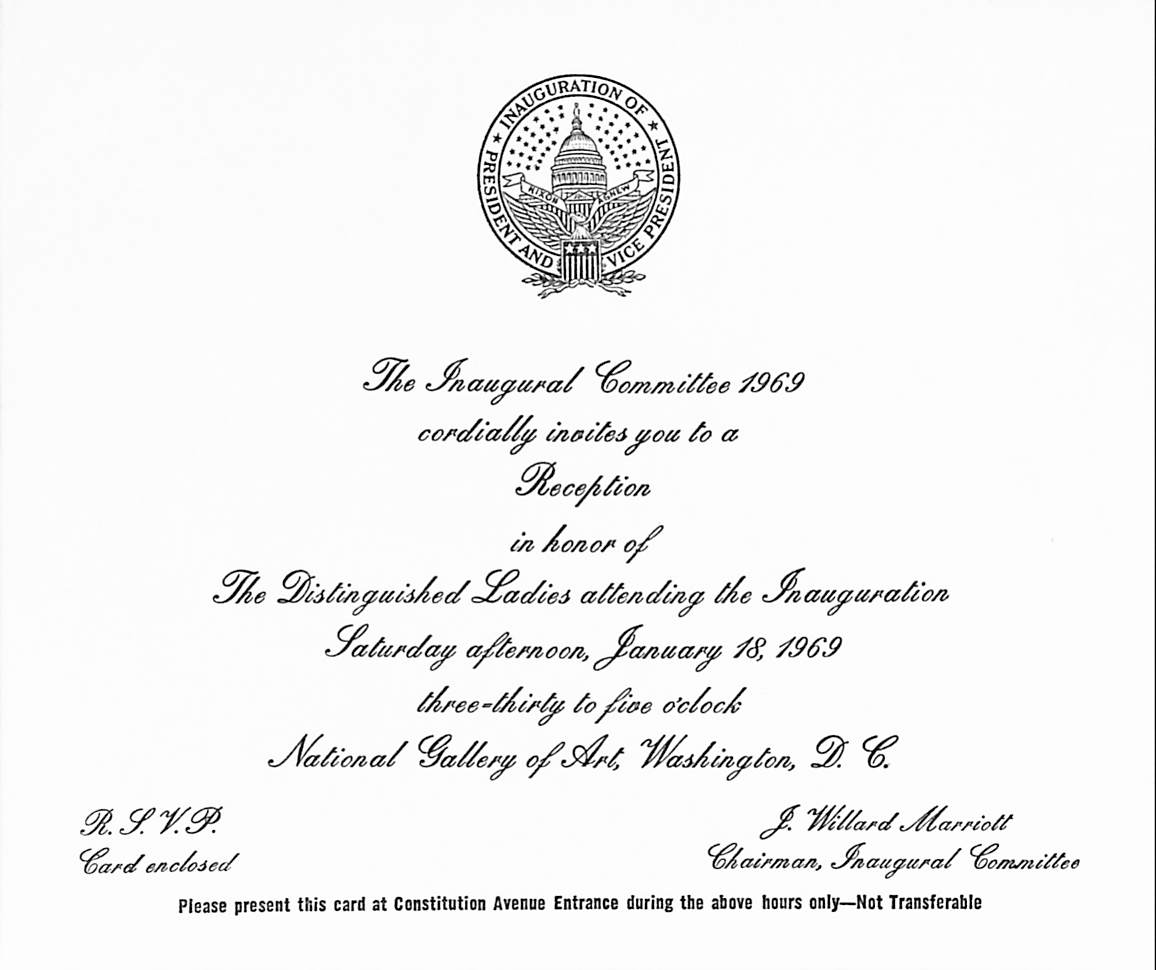 INAUGURATION OF
PRESIDENT AND VICE PRESIDENT
NIXON AGNEW
The Inaugural Committee 1969
cordially invites you to a
Reception
in honor of
The Distinguished Ladies attending the Inauguration
Saturday afternoon, January 18, 1969
three-thirty to five o'clock
National Gallery of Art, Washington, D. C.
R. S. V. P.
Card enclosed
J. Willard Marriott
Chairman, Inaugural Committee
Please present this card at Constitution Avenue Entrance during the above hours only—Not Transferable